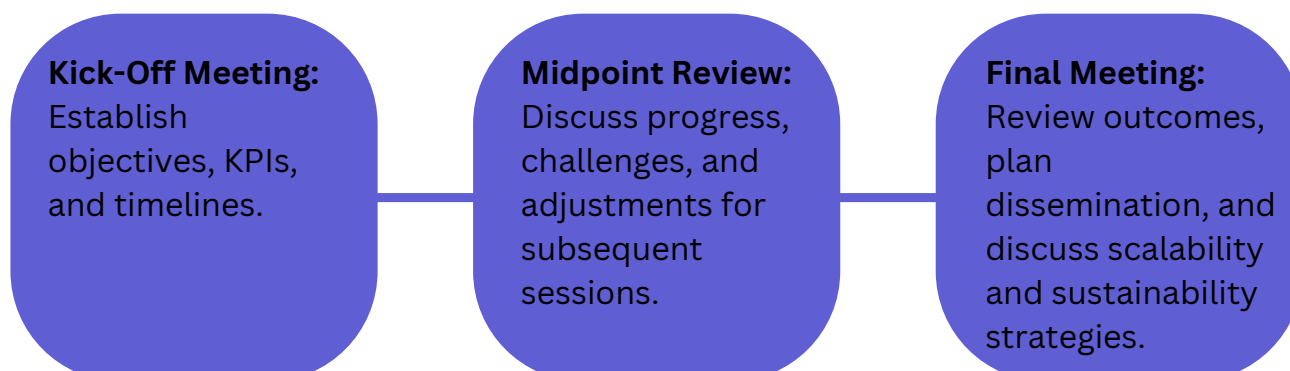 Kick-Off Meeting:
Establish
objectives, KPIs,
and timelines.
Midpoint Review:
Discuss progress,
challenges, and
adjustments for
subsequent
sessions.
Final Meeting:
Review outcomes,
plan
dissemination, and
discuss scalability
and sustainability
strategies.